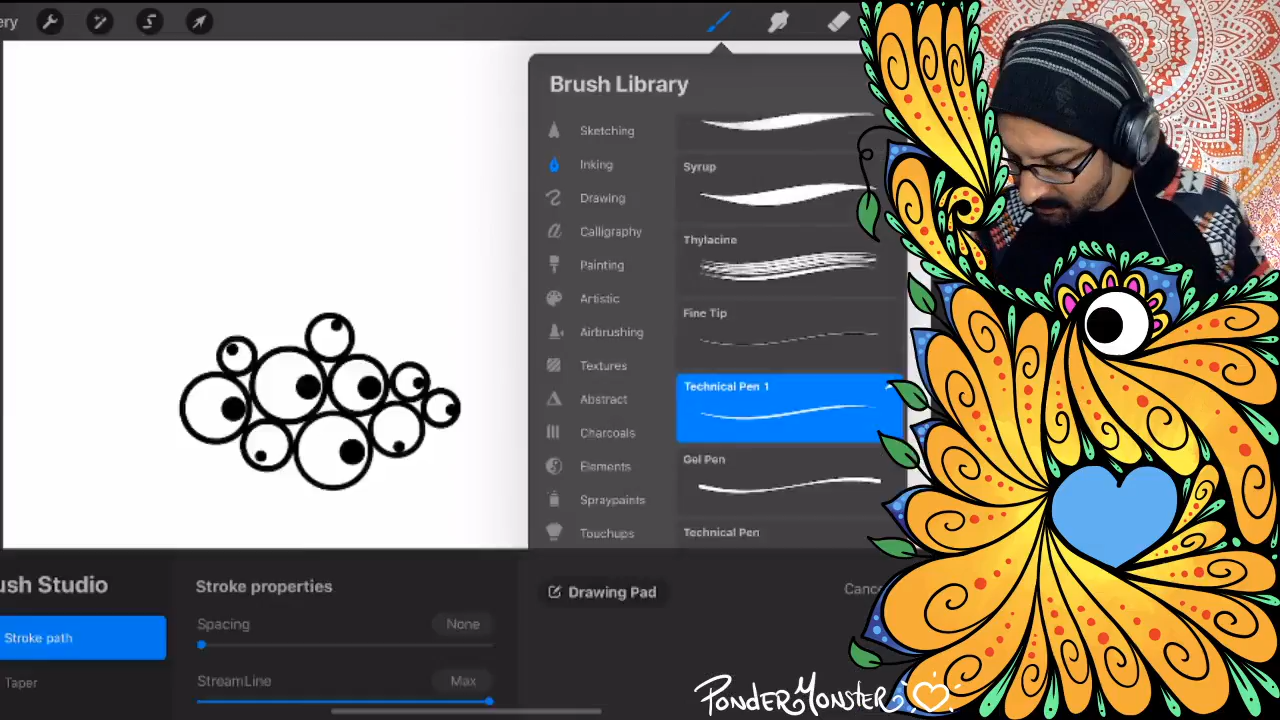 ery
Brush Library
Sketching
Inking
Drawing
Calligraphy
Painting
Artistic
Airbrushing
Textures
Abstract
Charcoals
Elements
Spraypaints
Touchups
Syrup
Thylacine
Fine Tip
Technical Pen 1
Gel Pen
Technical Pen
ush Studio
Stroke path
Taper
Stroke properties
Spacing None
StreamLine Max
Drawing Pad
Cance
PONDERMONSTER